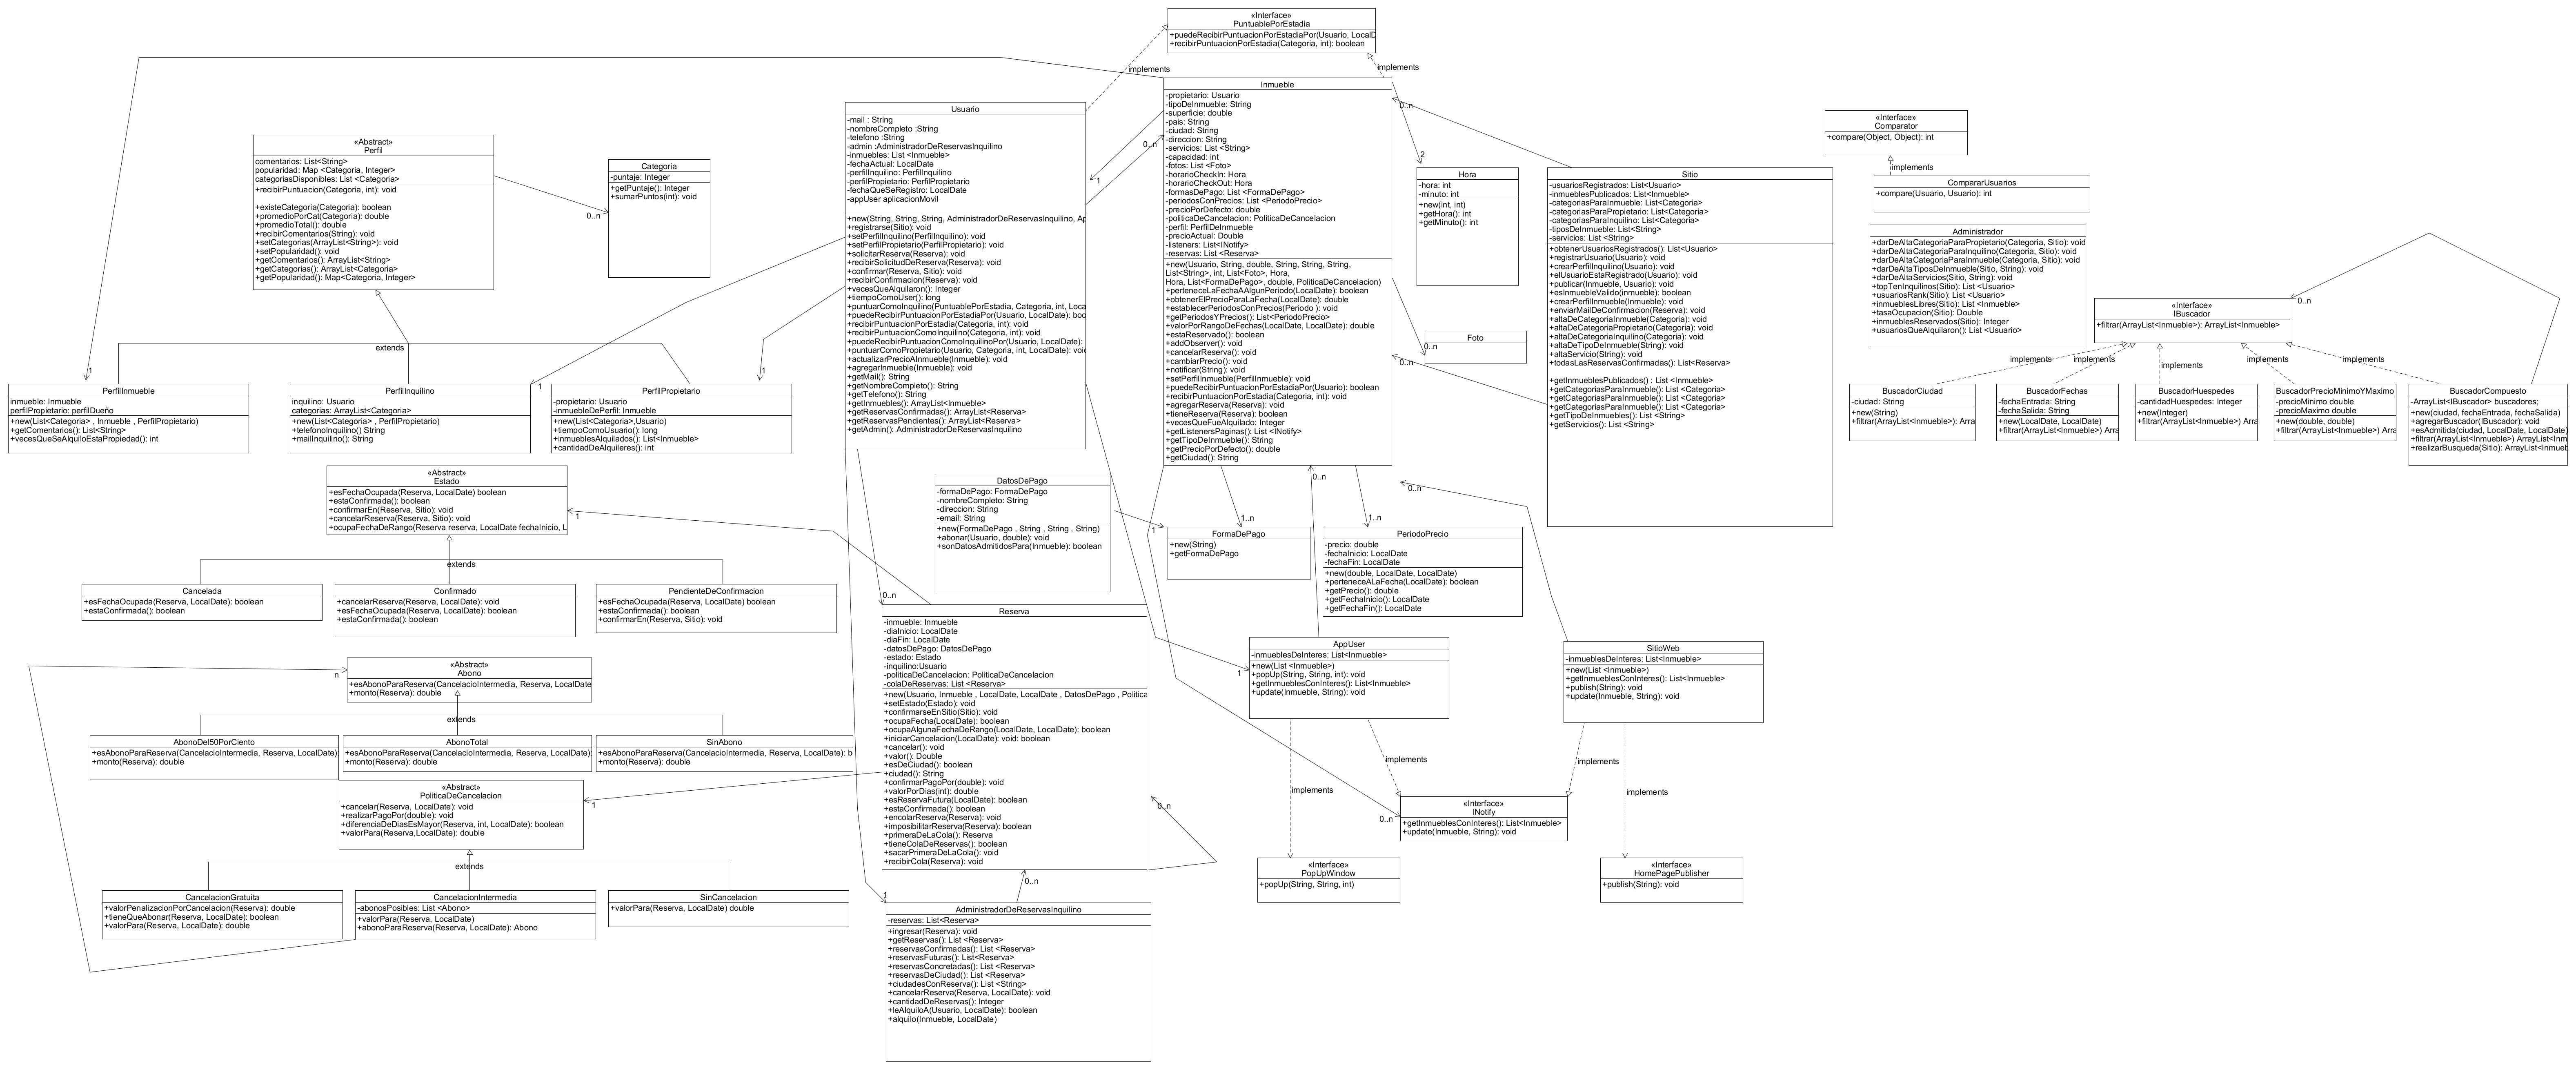 «Interface»
PuntuablePorEstadia
+puedeRecibirPuntuacionPorEstadiaPor(Usuario, LocalD
+recibirPuntuacionPorEstadia(Categoria, int): boolean
implements
implements
Inmueble
-propietario: Usuario
-tipoDeInmueble: String
-superficie: double
-pais: String
-ciudad: String
-direccion: String
-servicios: List <String>
-capacidad: int
-fotos: List <Foto>
-horarioCheckIn: Hora
-horarioCheckOut: Hora
-formasDePago: List <FormaDePago>
-periodosConPrecios: List <PeriodoPrecio>
-precioPorDefecto: double
-politicaDeCancelacion: PoliticaDeCancelacion
-perfil: PerfilDeInmueble
-precioActual: Double
-listeners: List<INotify>
-reservas: List <Reserva>
+new(Usuario, String, double, String, String, String,
List<String>, int, List<Foto>, Hora,
Hora, List<FormaDePago>, double, PoliticaDeCancelacion)
+perteneceLaFechaAAlgunPeriodo(LocalDate): boolean
+obtenerElPrecioParaLaFecha(LocalDate): double
+establecerPeriodosConPrecios(Periodo ): void
+getPeriodosYPrecios(): List<PeriodoPrecio>
+valorPorRangoDeFechas(LocalDate, LocalDate): double
+estaReservado(): boolean
+addObserver(): void
+cancelarReserva(): void
+cambiarPrecio(): void
+notificar(String): void
+setPerfilInmueble(PerfilInmueble): void
+puedeRecibirPuntuacionPorEstadiaPor(Usuario): boolean
+recibirPuntuacionPorEstadia(Categoria, int): void
+agregarReserva(Reserva): void
+tieneReserva(Reserva): boolean
+vecesQueFueAlquilado: Integer
+getListenersPaginas(): List <INotify>
+getTipoDeInmueble(): String
+getPrecioPorDefecto(): double
+getCiudad(): String
Usuario
-mail : String
-nombreCompleto :String
-telefono :String
-admin :AdministradorDeReservasInquilino
-inmuebles: List <Inmueble>
-fechaActual: LocalDate
-perfilInquilino: PerfilInquilino
-perfilPropietario: PerfilPropietario
-fechaQueSeRegistro: LocalDate
-appUser aplicacionMovil
+new(String, String, String, AdministradorDeReservasInquilino, Ap
+registrarse(Sitio): void
+setPerfilInquilino(PerfilInquilino): void
+setPerfilPropietario(PerfilPropietario): void
+solicitarReserva(Reserva): void
+recibirSolicitudDeReserva(Reserva): void
+confirmar(Reserva, Sitio): void
+recibirConfirmacion(Reserva): void
+vecesQueAlquilaron(): Integer
+tiempoComoUser(): long
+puntuarComoInquilino(PuntuablePorEstadia, Categoria, int, Loca
+puedeRecibirPuntuacionPorEstadiaPor(Usuario, LocalDate): boo
+recibirPuntuacionPorEstadia(Categoria, int): void
+recibirPuntuacionComoInquilino(Categoria, int): void
+puedeRecibirPuntuacionComoInquilinoPor(Usuario, LocalDate):
+puntuarComoPropietario(Usuario, Categoria, int, LocalDate): voi
+actualizarPrecioAInmueble(Inmueble): void
+agregarInmueble(Inmueble): void
+getMail(): String
+getNombreCompleto(): String
+getTelefono(): String
+getInmuebles(): ArrayList<Inmueble>
+getReservasConfirmadas(): ArrayList<Reserva>
+getReservasPendientes(): ArrayList<Reserva>
+getAdmin(): AdministradorDeReservasInquilino
«Abstract»
Perfil
comentarios: List<String>
popularidad: Map <Categoria, Integer>
categoriasDisponibles: List <Categoria>
+recibirPuntuacion(Categoria, int): void
+existeCategoria(Categoria): boolean
+promedioPorCat(Categoria): double
+promedioTotal(): double
+recibirComentarios(String): void
+setCategorias(ArrayList<String>): void
+setPopularidad(): void
+getComentarios(): ArrayList<String>
+getCategorias(): ArrayList<Categoria>
+getPopularidad(): Map<Categoria, Integer>
Categoria
-puntaje: Integer
+getPuntaje(): Integer
+sumarPuntos(int): void
0..n
0..n
1
0..n
2
Hora
-hora: int
-minuto: int
+new(int, int)
+getHora(): int
+getMinuto(): int
Foto
0..n
0..n
Sitio
-usuariosRegistrados: List<Usuario>
-inmueblesPublicados: List<Inmueble>
-categoriasParaInmueble: List<Categoria>
-categoriasParaPropietario: List<Categoria>
-categoriasParaInquilino: List<Categoria>
-tiposDeInmueble: List<String>
-servicios: List <String>
+obtenerUsuariosRegistrados(): List<Usuario>
+registrarUsuario(Usuario): void
+crearPerfilInquilino(Usuario): void
+elUsuarioEstaRegistrado(Usuario): void
+publicar(Inmueble, Usuario): void
+esInmuebleValido(inmueble): boolean
+crearPerfilInmueble(Inmueble): void
+enviarMailDeConfirmacion(Reserva): void
+altaDeCategoriaInmueble(Categoria): void
+altaDeCategoriaPropietario(Categoria): void
+altaDeCategoriaInquilino(Categoria): void
+altaDeTipoDeInmueble(String): void
+altaServicio(String): void
+todasLasReservasConfirmadas(): List<Reserva>
+getInmueblesPublicados() : List <Inmueble>
+getCategoriasParaInmueble(): List <Categoria>
+getCategoriasParaInmueble(): List <Categoria>
+getCategoriasParaInmueble(): List <Categoria>
+getTipoDeInmuebles(): List <String>
+getServicios(): List <String>
«Interface»
Comparator
+compare(Object, Object): int
implements
CompararUsuarios
+compare(Usuario, Usuario): int
Administrador
+darDeAltaCategoriaParaPropietario(Categoria, Sitio): void
+darDeAltaCategoriaParaInquilino(Categoria, Sitio): void
+darDeAltaCategoriaParaInmueble(Categoria, Sitio): void
+darDeAltaTiposDeInmueble(Sitio, String): void
+darDeAltaServicios(Sitio, String): void
+topTenInquilinos(Sitio): List <Usuario>
+usuariosRank(Sitio): List <Usuario>
+inmueblesLibres(Sitio): List <Inmueble>
+tasaOcupacion(Sitio): Double
+inmueblesReservados(Sitio): Integer
+usuariosQueAlquilaron(): List <Usuario>
0..n
«Interface»
IBuscador
+filtrar(ArrayList<Inmueble>): ArrayList<Inmueble>
implements
implements
implements
implements
implements
BuscadorCiudad
-ciudad: String
+new(String)
+filtrar(ArrayList<Inmueble>): Arra
BuscadorFechas
-fechaEntrada: String
-fechaSalida: String
+new(LocalDate, LocalDate)
+filtrar(ArrayList<Inmueble>) Arra
BuscadorHuespedes
-cantidadHuespedes: Integer
+new(Integer)
+filtrar(ArrayList<Inmueble>) Arra
BuscadorPrecioMinimoYMaximo
-precioMinimo double
-precioMaximo double
+new(double, double)
+filtrar(ArrayList<Inmueble>) Arra
BuscadorCompuesto
-ArrayList<IBuscador> buscadores;
+new(ciudad, fechaEntrada, fechaSalida)
+agregarBuscador(IBuscador): void
+esAdmitida(ciudad, LocalDate, LocalDate)
+filtrar(ArrayList<Inmueble>) ArrayList<Inm
+realizarBusqueda(Sitio): ArrayList<Inmueb
extends
1
1
1
PerfilInmueble
inmueble: Inmueble
perfilPropietario: perfilDueño
+new(List<Categoria> , Inmueble , PerfilPropietario)
+getComentarios(): List<String>
+vecesQueSeAlquiloEstaPropiedad(): int
PerfilInquilino
inquilino: Usuario
categorias: ArrayList<Categoria>
+new(List<Categoria> , PerfilPropietario)
+telefonoInquilino() String
+mailInquilino(): String
PerfilPropietario
-propietario: Usuario
-inmuebleDePerfil: Inmueble
+new(List<Categoria>,Usuario)
+tiempoComoUsuario(): long
+inmueblesAlquilados(): List<Inmueble>
+cantidadDeAlquileres(): int
«Abstract»
Estado
+esFechaOcupada(Reserva, LocalDate) boolean
+estaConfirmada(): boolean
+confirmarEn(Reserva, Sitio): void
+cancelarReserva(Reserva, Sitio): void
+ocupaFechaDeRango(Reserva reserva, LocalDate fechaInicio, L
1
extends
Cancelada
+esFechaOcupada(Reserva, LocalDate): boolean
+estaConfirmada(): boolean
Confirmado
+cancelarReserva(Reserva, LocalDate): void
+esFechaOcupada(Reserva, LocalDate): boolean
+estaConfirmada(): boolean
PendienteDeConfirmacion
+esFechaOcupada(Reserva, LocalDate) boolean
+estaConfirmada(): boolean
+confirmarEn(Reserva, Sitio): void
DatosDePago
-formaDePago: FormaDePago
-nombreCompleto: String
-direccion: String
-email: String
+new(FormaDePago , String , String , String)
+abonar(Usuario, double): void
+sonDatosAdmitidosPara(Inmueble): boolean
1
1..n
1..n
0..n
0..n
FormaDePago
+new(String)
+getFormaDePago
PeriodoPrecio
-precio: double
-fechaInicio: LocalDate
-fechaFin: LocalDate
+new(double, LocalDate, LocalDate)
+perteneceALaFecha(LocalDate): boolean
+getPrecio(): double
+getFechaInicio(): LocalDate
+getFechaFin(): LocalDate
0..n
Reserva
-inmueble: Inmueble
-diaInicio: LocalDate
-diaFin: LocalDate
-datosDePago: DatosDePago
-estado: Estado
-inquilino:Usuario
-politicaDeCancelacion: PoliticaDeCancelacion
-colaDeReservas: List <Reserva>
+new(Usuario, Inmueble , LocalDate, LocalDate , DatosDePago , Politica
+setEstado(Estado): void
+confirmarseEnSitio(Sitio): void
+ocupaFecha(LocalDate): boolean
+ocupaAlgunaFechaDeRango(LocalDate, LocalDate): boolean
+iniciarCancelacion(LocalDate): void: boolean
+cancelar(): void
+valor(): Double
+esDeCiudad(): boolean
+ciudad(): String
+confirmarPagoPor(double): void
+valorPorDias(int): double
+esReservaFutura(LocalDate): boolean
+estaConfirmada(): boolean
+encolarReserva(Reserva): void
+imposibilitarReserva(Reserva): boolean
+primeraDeLaCola(): Reserva
+tieneColaDeReservas(): boolean
+sacarPrimeraDeLaCola(): void
+recibirCola(Reserva): void
0..n
AppUser
-inmueblesDeInteres: List<Inmueble>
+new(List <Inmueble>)
+popUp(String, String, int): void
+getInmueblesConInteres(): List<Inmueble>
+update(Inmueble, String): void
1
SitioWeb
-inmueblesDeInteres: List<Inmueble>
+new(List <Inmueble>)
+getInmueblesConInteres(): List<Inmueble>
+publish(String): void
+update(Inmueble, String): void
implements
implements
implements
implements
«Interface»
INotify
+getInmueblesConInteres(): List<Inmueble>
+update(Inmueble, String): void
0..n
«Interface»
PopUpWindow
+popUp(String, String, int)
«Interface»
HomePagePublisher
+publish(String): void
n
«Abstract»
Abono
+esAbonoParaReserva(CancelacioIntermedia, Reserva, LocalDate
+monto(Reserva): double
extends
AbonoDel50PorCiento
+esAbonoParaReserva(CancelacioIntermedia, Reserva, LocalDate)
+monto(Reserva): double
AbonoTotal
+esAbonoParaReserva(CancelacioIntermedia, Reserva, LocalDate):
+monto(Reserva): double
SinAbono
+esAbonoParaReserva(CancelacioIntermedia, Reserva, LocalDate): b
+monto(Reserva): double
«Abstract»
PoliticaDeCancelacion
+cancelar(Reserva, LocalDate): void
+realizarPagoPor(double): void
+diferenciaDeDiasEsMayor(Reserva, int, LocalDate): boolean
+valorPara(Reserva,LocalDate): double
1
extends
CancelacionGratuita
+valorPenalizacionPorCancelacion(Reserva): double
+tieneQueAbonar(Reserva, LocalDate): boolean
+valorPara(Reserva, LocalDate): double
CancelacionIntermedia
-abonosPosibles: List <Abono>
+valorPara(Reserva, LocalDate)
+abonoParaReserva(Reserva, LocalDate): Abono
SinCancelacion
+valorPara(Reserva, LocalDate) double
0..n
1
AdministradorDeReservasInquilino
-reservas: List<Reserva>
+ingresar(Reserva): void
+getReservas(): List <Reserva>
+reservasConfirmadas(): List <Reserva>
+reservasFuturas(): List<Reserva>
+reservasConcretadas(): List <Reserva>
+reservasDeCiudad(): List <Reserva>
+ciudadesConReserva(): List <String>
+cancelarReserva(Reserva, LocalDate): void
+cantidadDeReservas(): Integer
+leAlquiloA(Usuario, LocalDate): boolean
+alquilo(Inmueble, LocalDate)